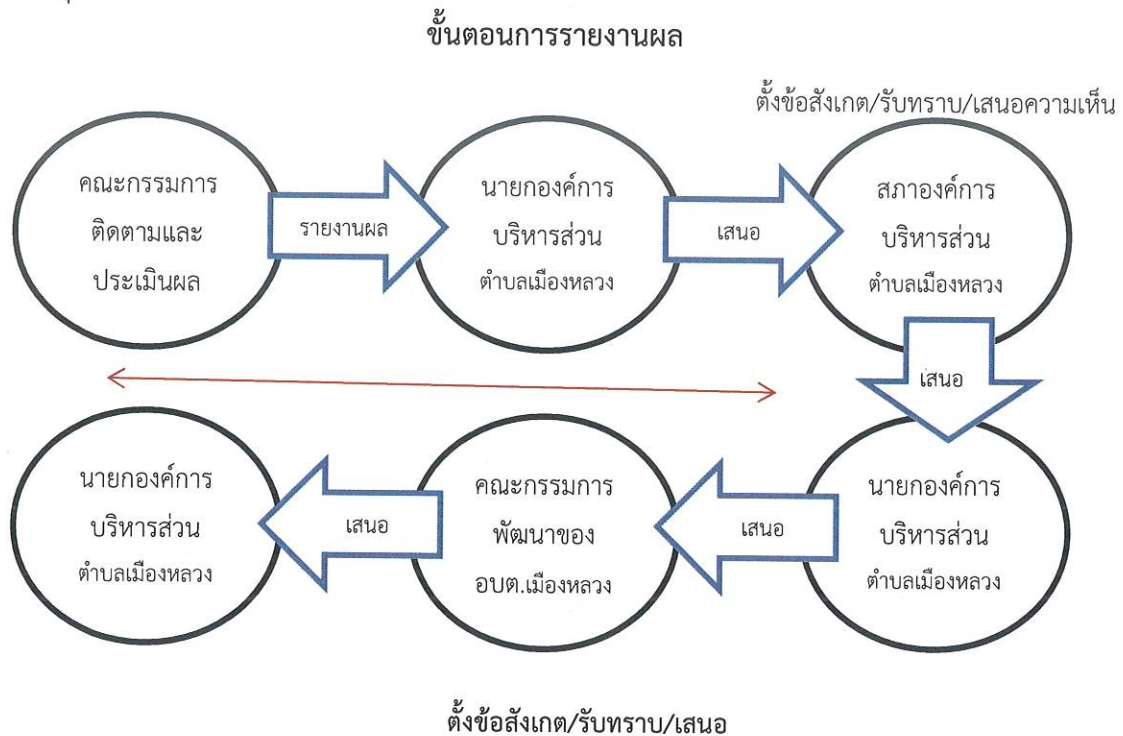 ขั้นตอนการรายงานผล
ตั้งข้อสังเกต/รับทราบ/เสนอความเห็น
คณะกรรมการ
ติดตามและ
ประเมินผล
รายงานผล
นายกองค์การ
บริหารส่วน
ตำบลเมืองหลวง
เสนอ
สภาองค์การ
บริหารส่วน
ตำบลเมืองหลวง
เสนอ
นายกองค์การ
บริหารส่วน
ตำบลเมืองหลวง
เสนอ
คณะกรรมการ
พัฒนาของ
อบต.เมืองหลวง
เสนอ
นายกองค์การ
บริหารส่วน
ตำบลเมืองหลวง
ตั้งข้อสังเกต/รับทราบ/เสนอ